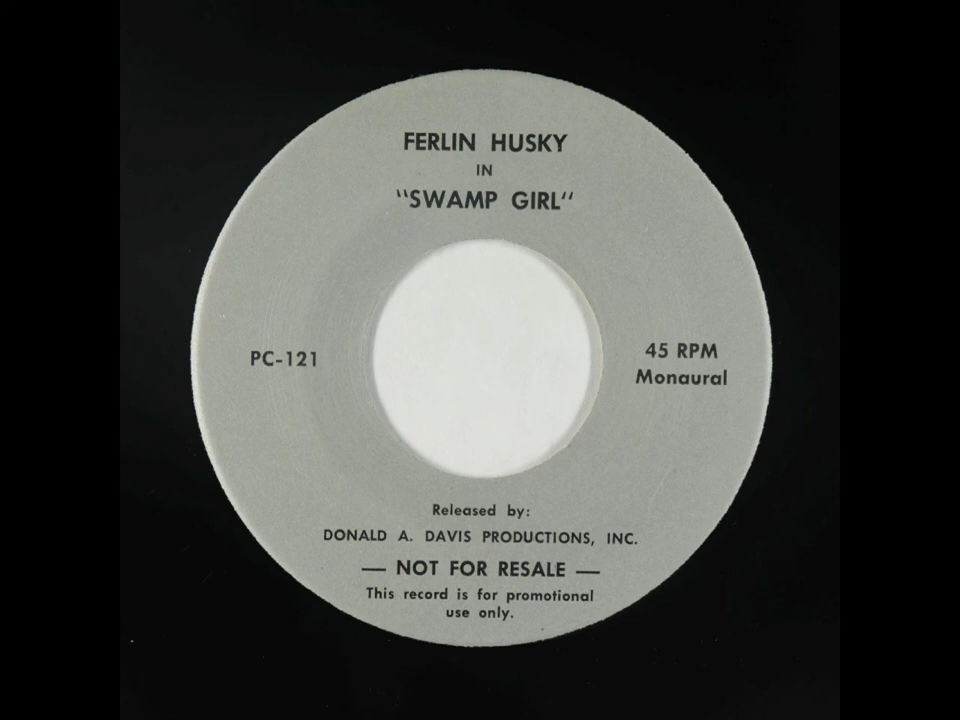 FERLIN HUSKY
IN
"SWAMP GIRL"
PC-121
45 RPM
Monaural
Released by:
DONALD A. DAVIS PRODUCTIONS, INC.
— NOT FOR RESALE —
This record is for promotional
use only.